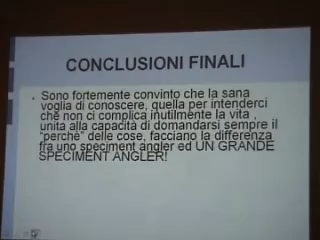 CONCLUSIONI FINALI
. Sono fortemente convinto che la sana
voglia di conoscere, quella per intenderci
che non ci complica inutilmente la vita ,
unita alla capacità di domandarsi sempre il
"perchè" delle cose, facciano la differenza
fra uno speciment angler ed UN GRANDE
SPECIMENT ANGLER!